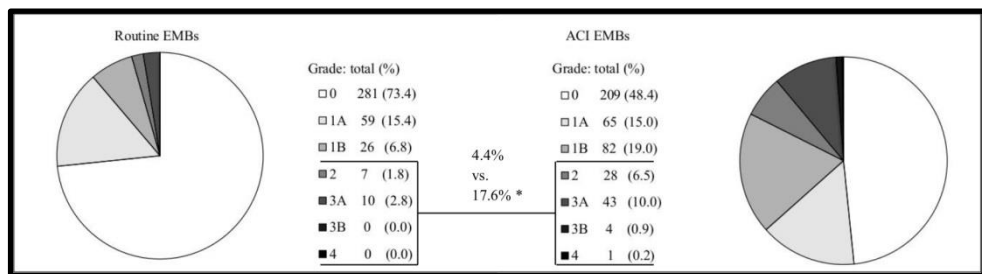 Routine EMBs
Grade: total (%)
0 281 (73.4)
1A 59 (15.4)
1B 26 (6.8)
2 7 (1.8)
3A 10 (2.8)
3B 0 (0.0)
4 0 (0.0)
4.4%
vs.
17.6% *
ACI EMBs
Grade: total (%)
0 209 (48.4)
1A 65 (15.0)
1B 82 (19.0)
2 28 (6.5)
3A 43 (10.0)
3B 4 (0.9)
4 1 (0.2)